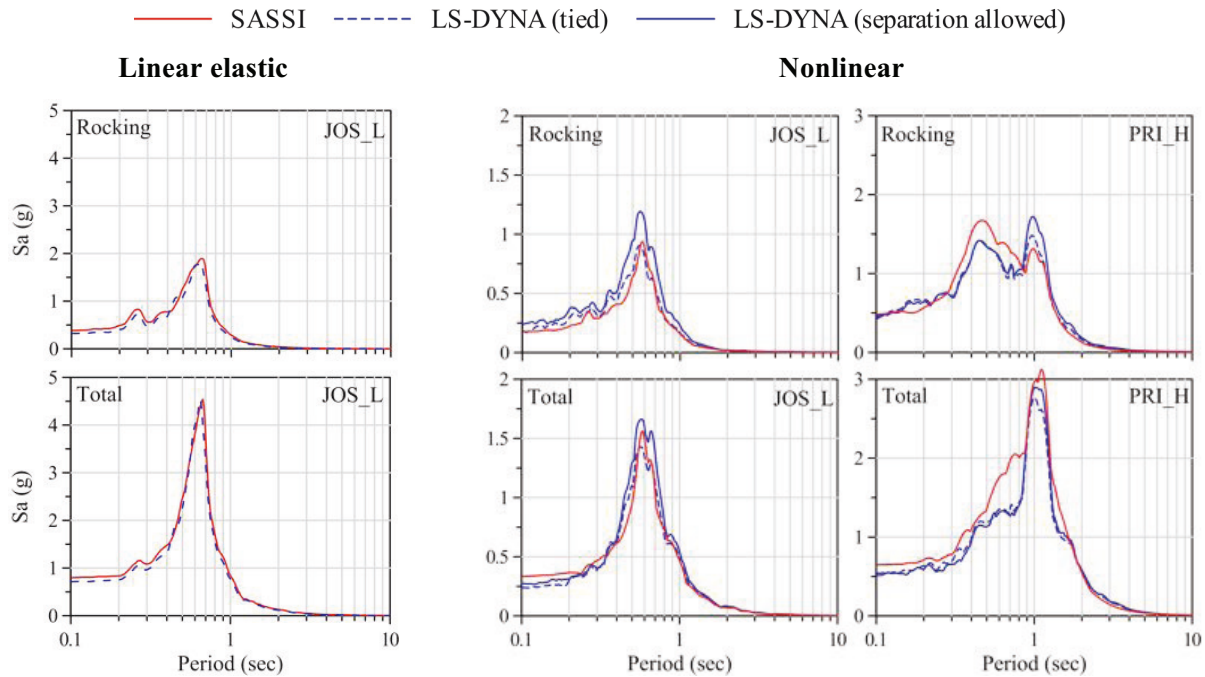 SASSI LS-DYNA (tied) LS-DYNA (separation allowed)
Linear elastic Nonlinear
5
4
3
2
1
0
Sa (g)
Rocking JOS_L
2
1.5
1
0.5
0
Rocking JOS_L
3
2
1
0
Rocking PRI_H
5
4
3
2
1
0
Sa (g)
Total JOS_L
0.1 1 10
Period (sec)
2
1.5
1
0.5
0
Total JOS_L
0.1 1 10
Period (sec)
3
2
1
0
Total PRI_H
0.1 1 10
Period (sec)